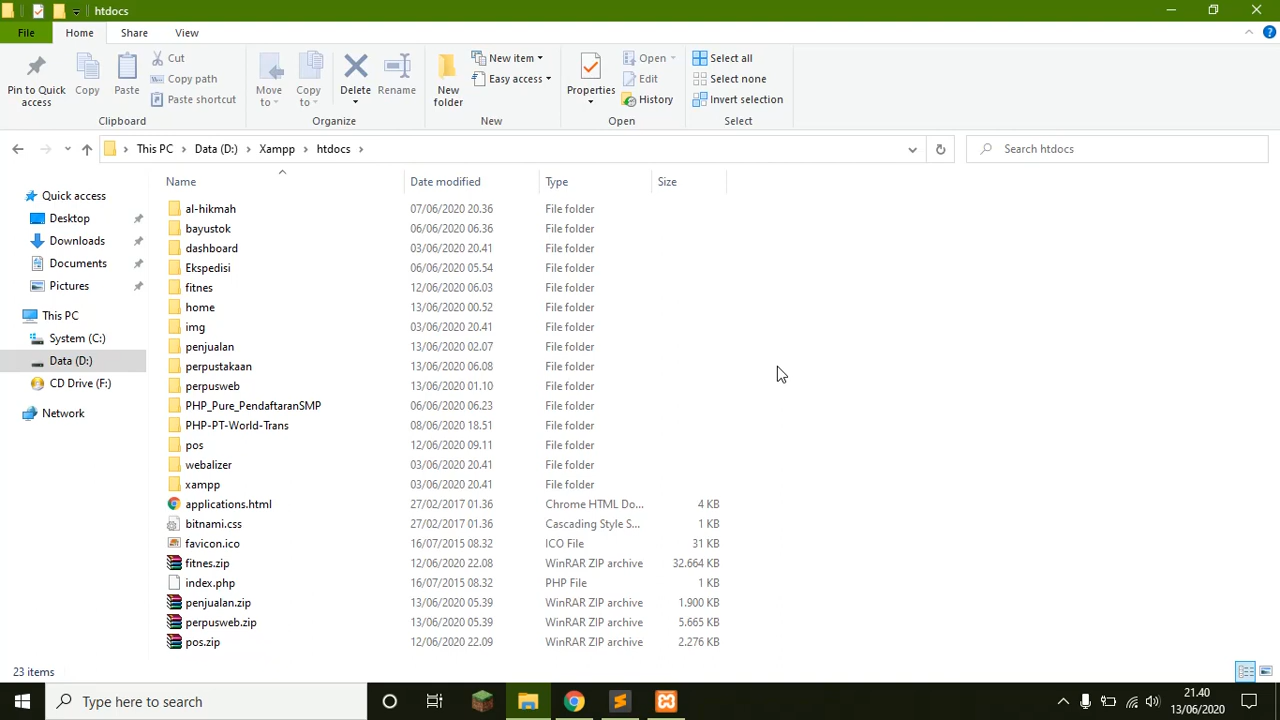 htdocs
File Home Share View
Pin to Quick access
Copy
Paste
Cut
Copy path
Paste shortcut
Clipboard
Move to
Copy to
Delete
Rename
Organize
New folder
New item
Easy access
New
Properties
Open
Edit
History
Open
Select all
Select none
Invert selection
Select
This PC Data (D:) Xampp htdocs
Search htdocs
Quick access
Desktop
Downloads
Documents
Pictures
This PC
System (C:)
Data (D:)
CD Drive (F:)
Network
Name Date modified Type Size
al-hikmah 07/06/2020 20.36 File folder
bayustok 06/06/2020 06.36 File folder
dashboard 03/06/2020 20.41 File folder
Ekspedisi 06/06/2020 05.54 File folder
fitnes 12/06/2020 06.03 File folder
home 13/06/2020 00.52 File folder
img 03/06/2020 20.41 File folder
penjualan 13/06/2020 02.07 File folder
perpustakaan 13/06/2020 06.08 File folder
perpusweb 13/06/2020 01.10 File folder
PHP_Pure_PendaftaranSMP 06/06/2020 06.23 File folder
PHP-PT-World-Trans 08/06/2020 18.51 File folder
pos 12/06/2020 09.11 File folder
webalizer 03/06/2020 20.41 File folder
xampp 03/06/2020 20.41 File folder
applications.html 27/02/2017 01.36 Chrome HTML Do... 4 KB
bitnami.css 27/02/2017 01.36 Cascading Style S... 1 KB
favicon.ico 16/07/2015 08.32 ICO File 31 KB
fitnes.zip 12/06/2020 22.08 WinRAR ZIP archive 32.664 KB
index.php 16/07/2015 08.32 PHP File 1 KB
penjualan.zip 13/06/2020 05.39 WinRAR ZIP archive 1.900 KB
perpusweb.zip 13/06/2020 05.39 WinRAR ZIP archive 5.665 KB
pos.zip 12/06/2020 22.09 WinRAR ZIP archive 2.276 KB
23 items
Type here to search
21.40
13/06/2020